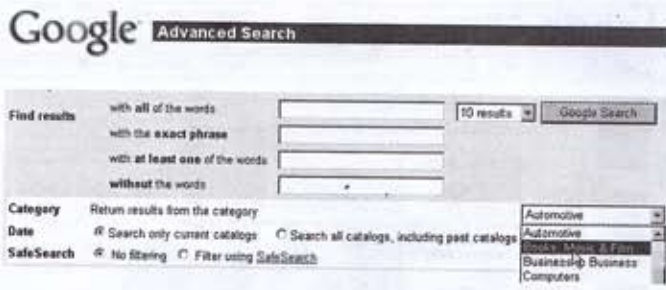 Google Advanced Search
Find results with all of the words 10 results Google Search
with the exact phrase
with at least one of the words
without the words
Category Return results from the category Automotive
Date Search only current catalogs Search all catalogs, including past catalogs Automotive
Books, Music & Film
SafeSearch No filtering Filter using SafeSearch Business to Business
Computers